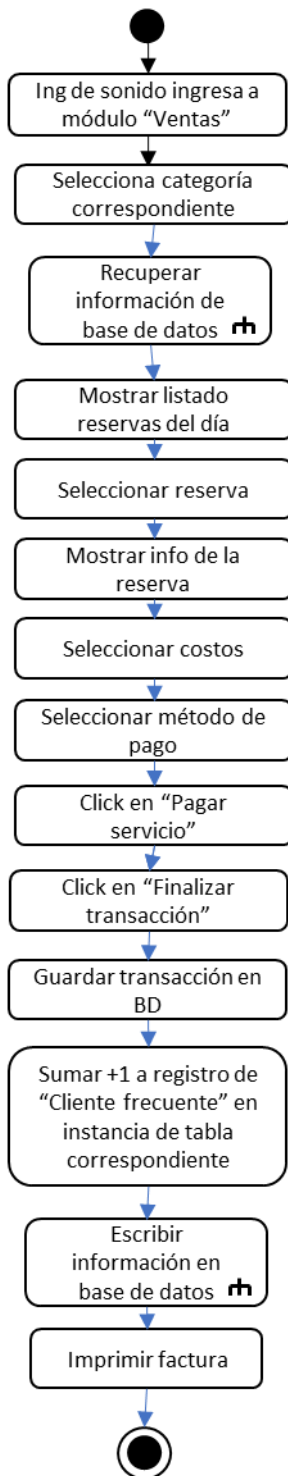 Ing de sonido ingresa a
módulo “Ventas”
Selecciona categoría
correspondiente
Recuperar
información de
base de datos
Mostrar listado
reservas del día
Seleccionar reserva
Mostrar info de la
reserva
Seleccionar costos
Seleccionar método de
pago
Click en “Pagar
servicio”
Click en “Finalizar
transacción”
Guardar transacción en
BD
Sumar +1 a registro de
“Cliente frecuente” en
instancia de tabla
correspondiente
Escribir
información en
base de datos
Imprimir factura